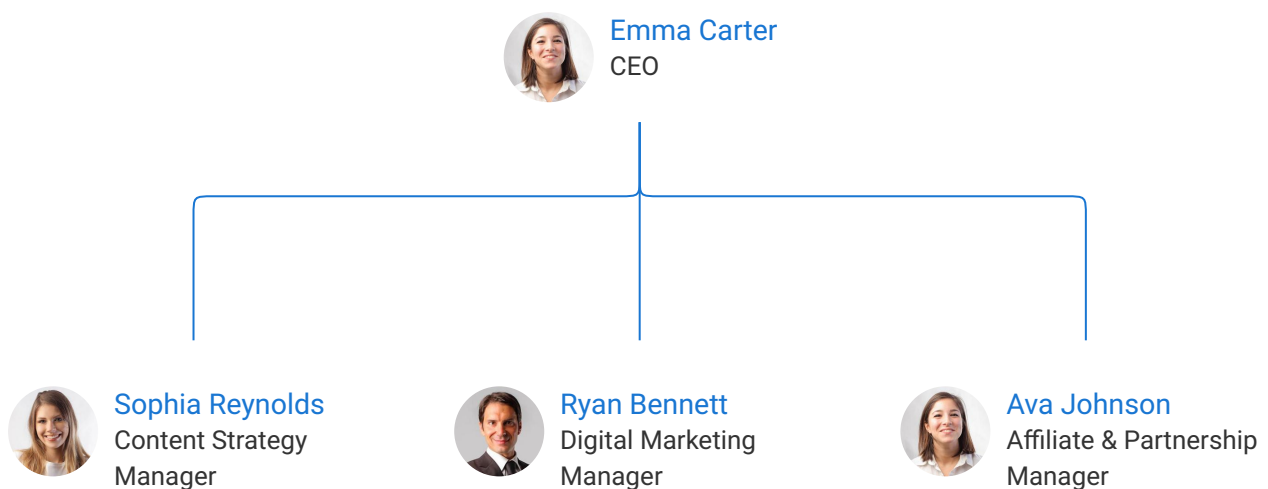 Emma Carter
CEO
Sophia Reynolds
Content Strategy
Manager
Ryan Bennett
Digital Marketing
Manager
Ava Johnson
Affiliate & Partnership
Manager